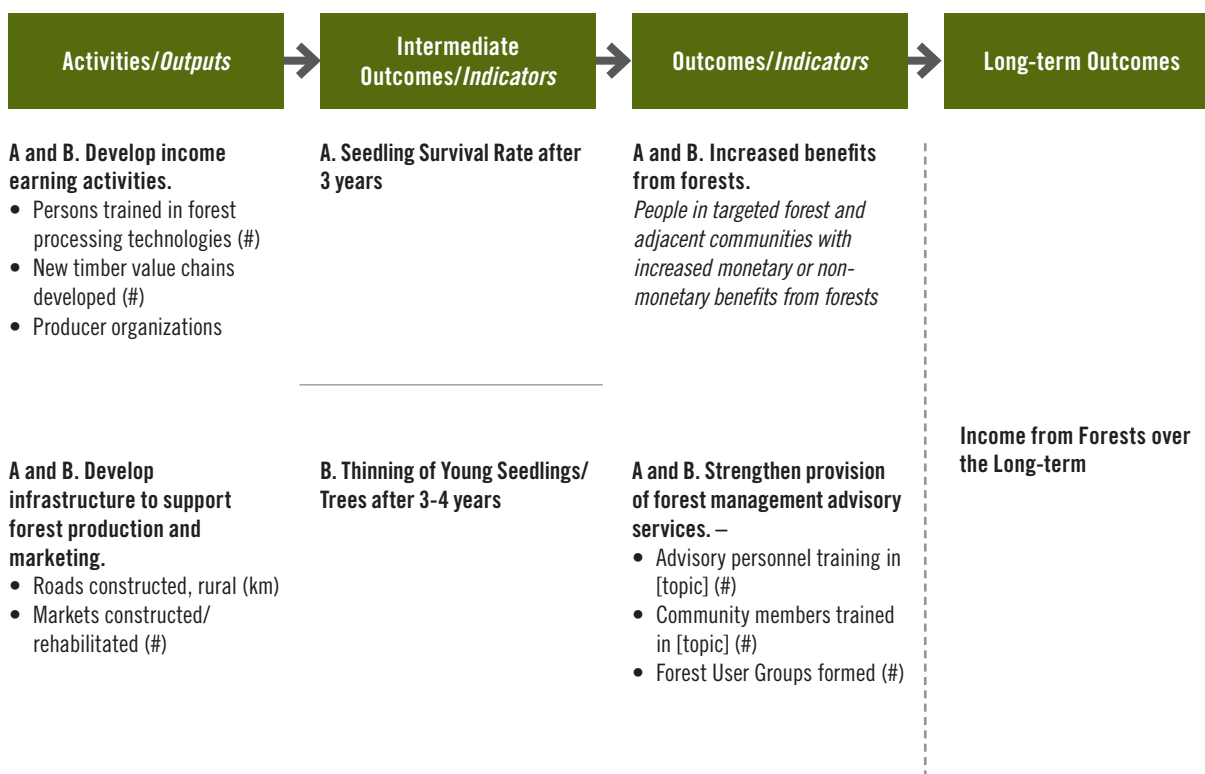 Activities/Outputs
Intermediate
Outcomes/Indicators
Outcomes/Indicators
Long-term Outcomes
A and B. Develop income
earning activities.
• Persons trained in forest
processing technologies (#)
• New timber value chains
developed (#)
• Producer organizations
A. Seedling Survival Rate after
3 years
A and B. Increased benefits
from forests.
People in targeted forest and
adjacent communities with
increased monetary or non-
monetary benefits from forests
A and B. Develop
infrastructure to support
forest production and
marketing.
• Roads constructed, rural (km)
• Markets constructed/
rehabilitated (#)
B. Thinning of Young Seedlings/
Trees after 3-4 years
A and B. Strengthen provision
of forest management advisory
services. –
• Advisory personnel training in
[topic] (#)
• Community members trained
in [topic] (#)
• Forest User Groups formed (#)
Income from Forests over
the Long-term